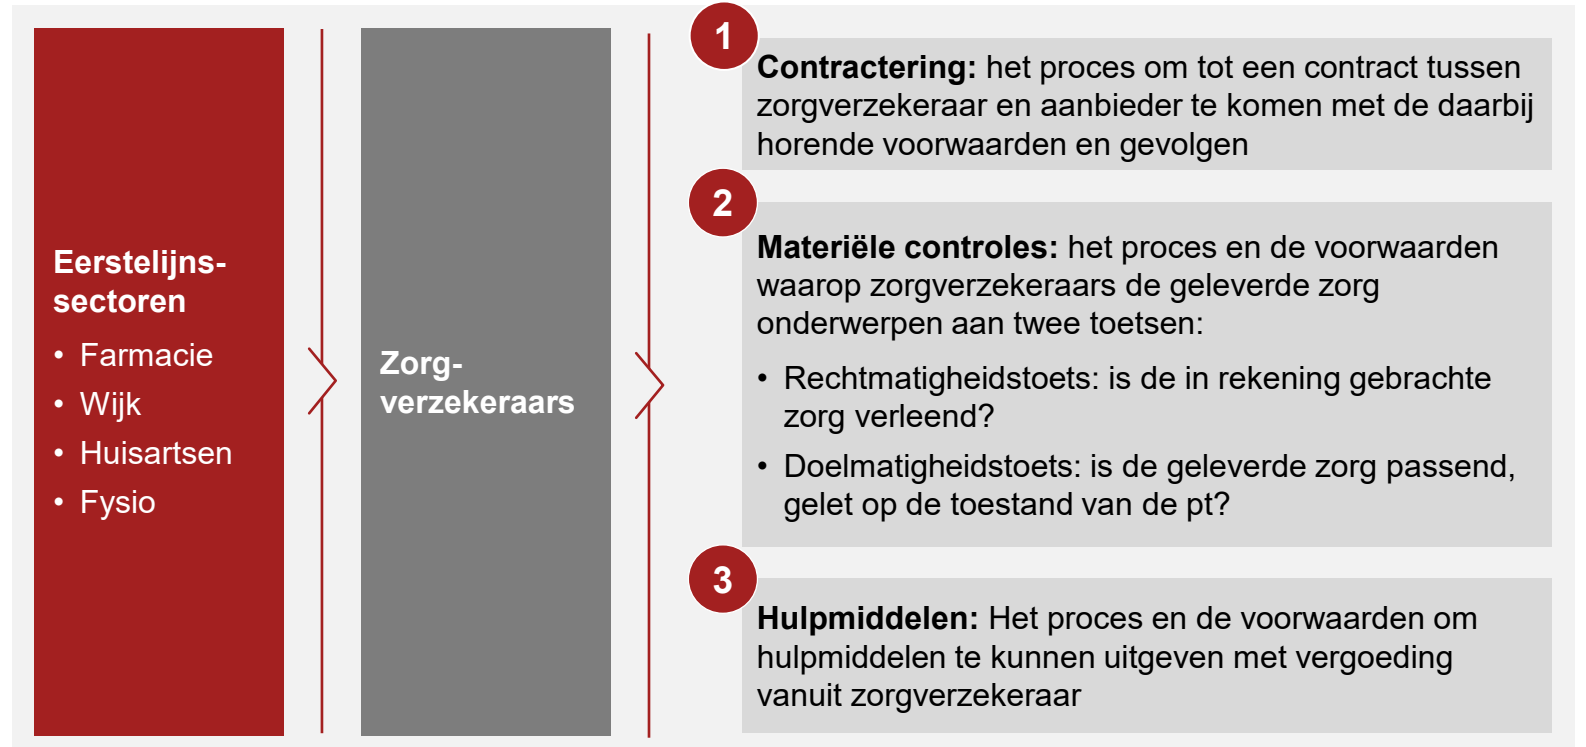 Eerstelijns-
sectoren
• Farmacie
• Wijk
• Huisartsen
• Fysio
Zorg-
verzekeraars
1
Contractering: het proces om tot een contract tussen
zorgverzekeraar en aanbieder te komen met de daarbij
horende voorwaarden en gevolgen
2
Materiële controles: het proces en de voorwaarden
waarop zorgverzekeraars de geleverde zorg
onderwerpen aan twee toetsen:
• Rechtmatigheidstoets: is de in rekening gebrachte
zorg verleend?
• Doelmatigheidstoets: is de geleverde zorg passend,
gelet op de toestand van de pt?
3
Hulpmiddelen: Het proces en de voorwaarden om
hulpmiddelen te kunnen uitgeven met vergoeding
vanuit zorgverzekeraar